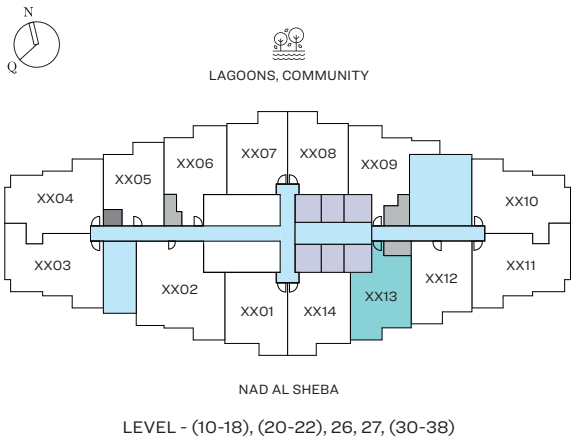 N
Q
LAGOONS, COMMUNITY
XX07 XX08
XX06 XX09
XX05
XX04 XX10
XX03 XX11
XX02 XX12
XX13
XX01 XX14
NAD AL SHEBA
LEVEL - (10-18), (20-22), 26, 27, (30-38)